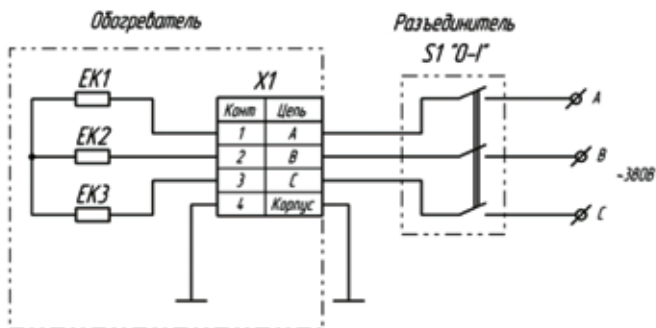 Обогреватель
Разъединитель
S1 "0-I"
EK1
EK2
EK3
X1
Конт Цепь
1 A
2 B
3 C
4 Корпус
A
B
C
~380В